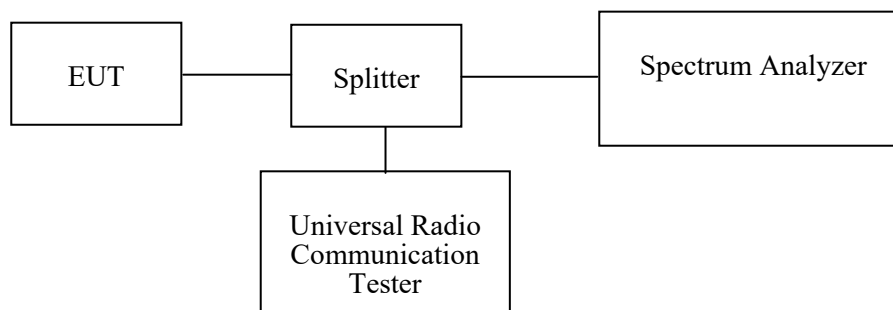 EUT
Splitter
Spectrum Analyzer
Universal Radio
Communication
Tester